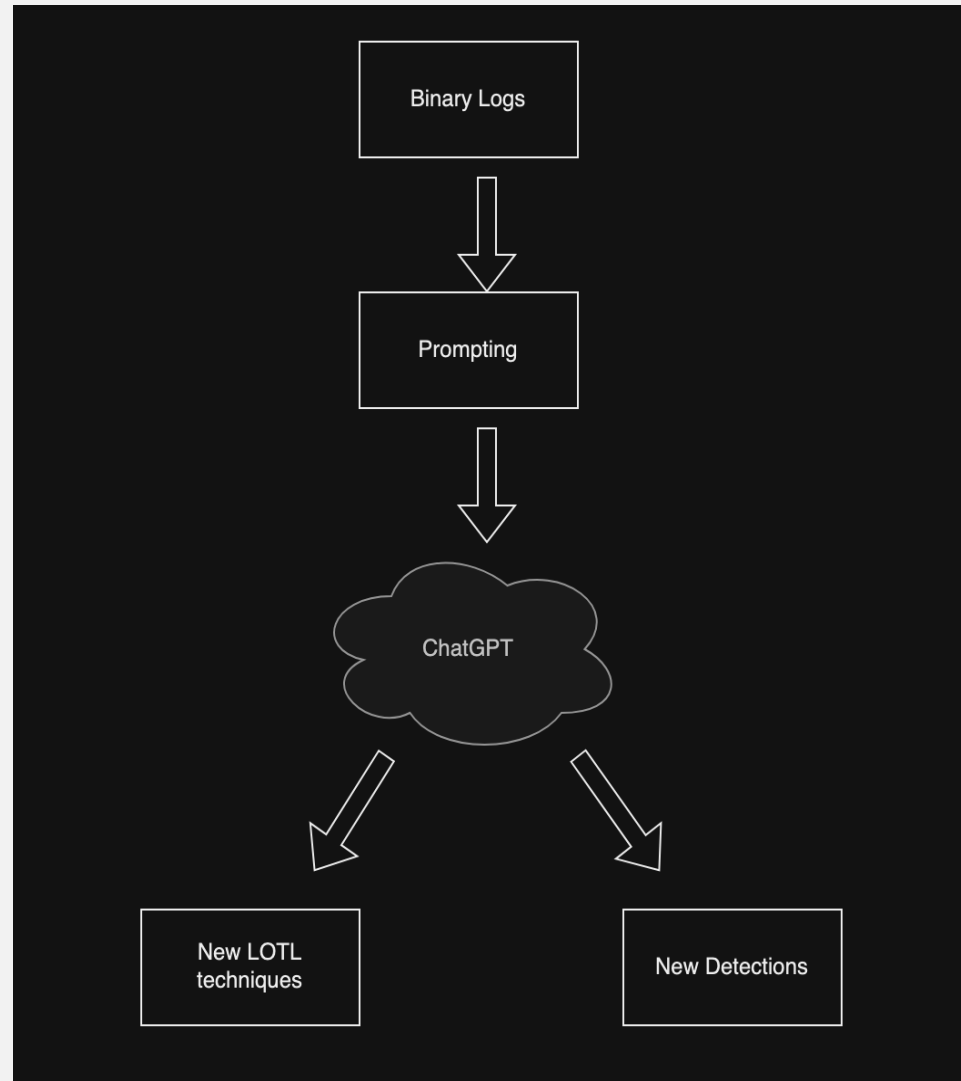 Binary Logs
Prompting
ChatGPT
New LOTL
techniques
New Detections